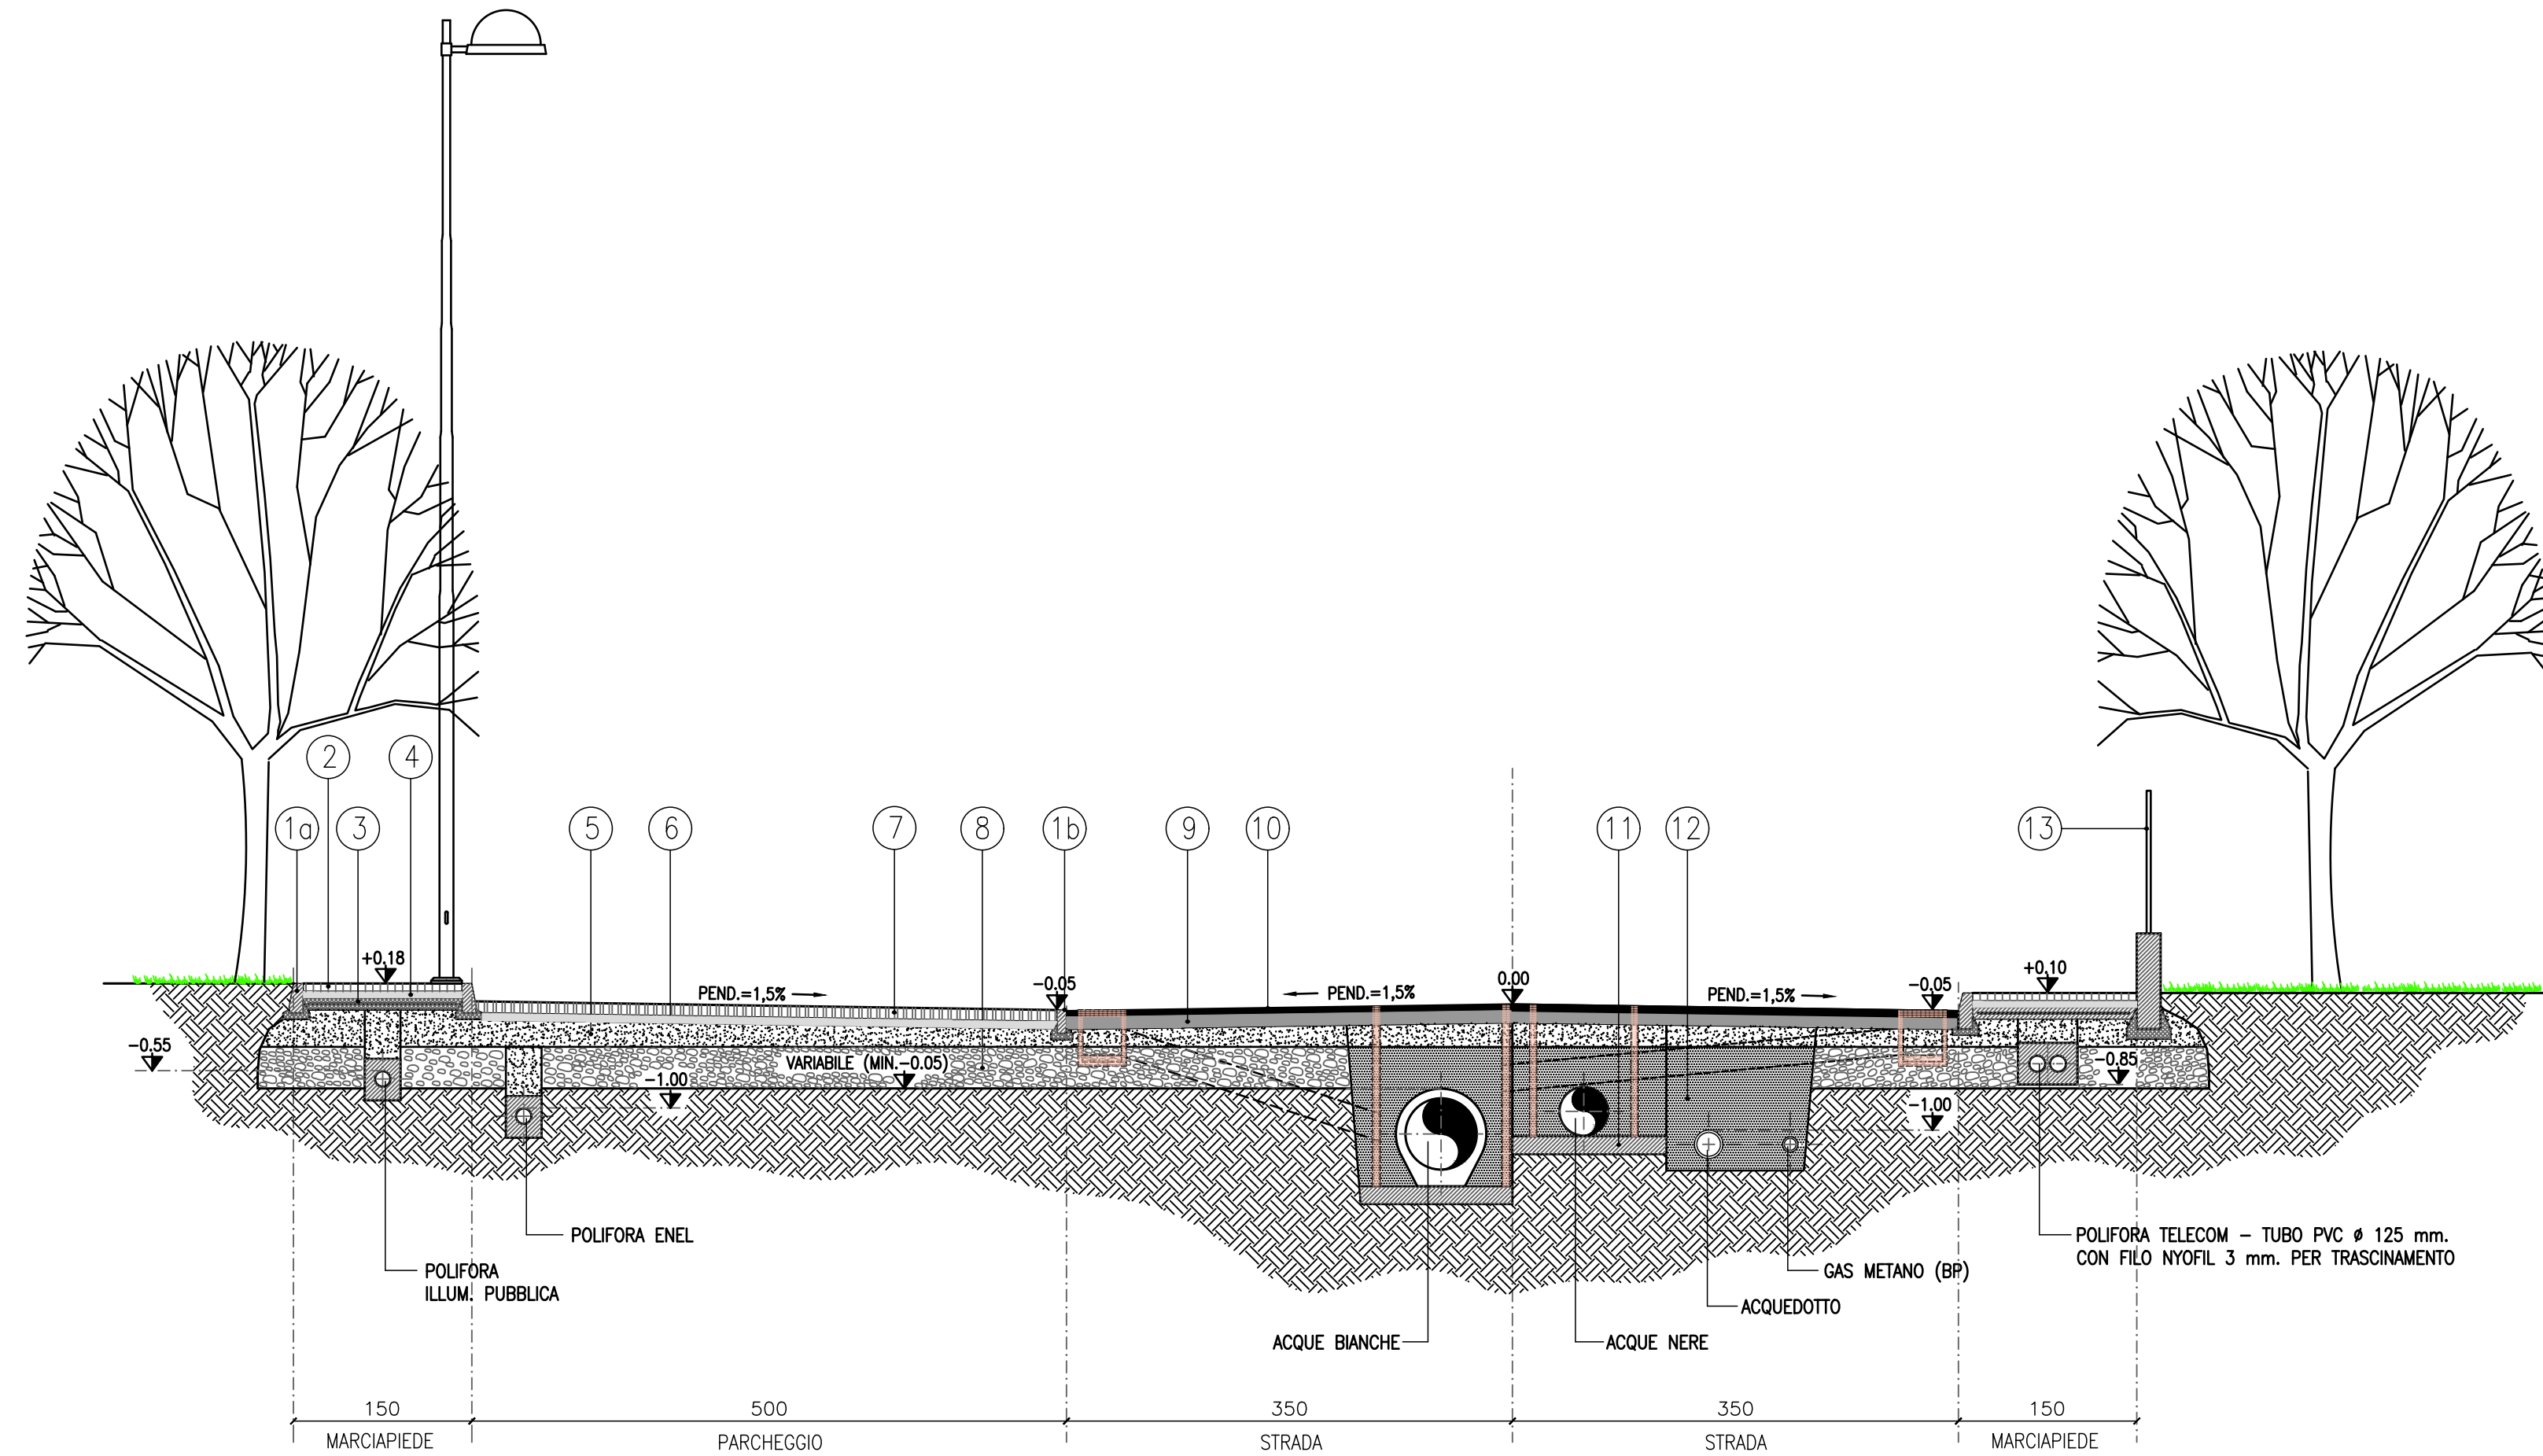 2
4
1a
3
5
6
7
8
1b
9
10
11
12
13
+0.18
-0.05
0.00
-0.05
+0.10
PEND.=1,5%
PEND.=1,5%
PEND.=1,5%
-0.55
VARIABILE (MIN.-0.05)
-1.00
-0.85
-1.00
POLIFORA ENEL
POLIFORA
ILLUM. PUBBLICA
POLIFORA TELECOM - TUBO PVC ø 125 mm.
CON FILO NYOFIL 3 mm. PER TRASCINAMENTO
GAS METANO (BP)
ACQUEDOTTO
ACQUE BIANCHE
ACQUE NERE
150
500
350
350
150
MARCIAPIEDE
PARCHEGGIO
STRADA
STRADA
MARCIAPIEDE